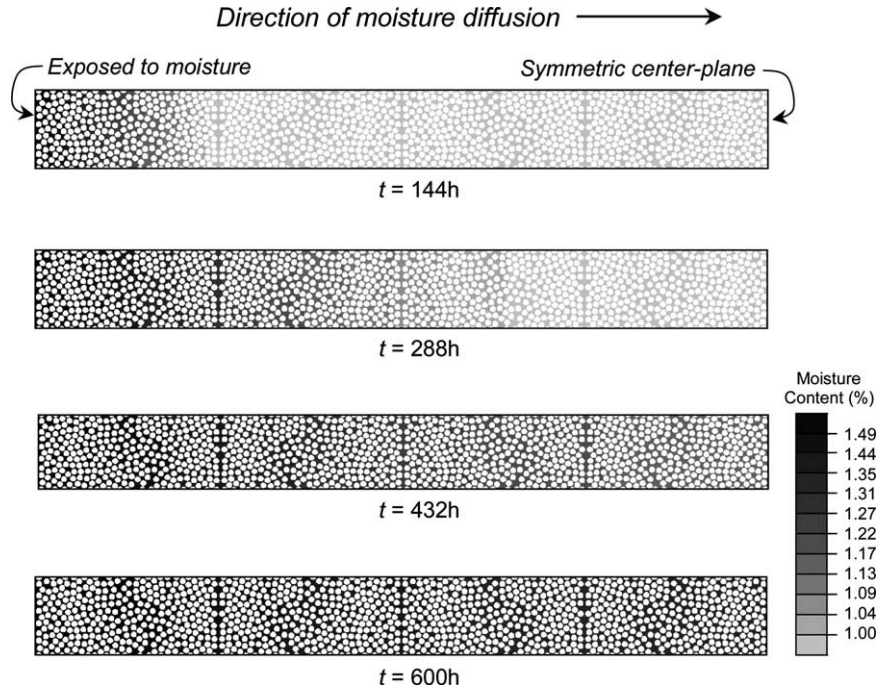 Direction of moisture diffusion
Exposed to moisture
Symmetric center-plane
t = 144h
t = 288h
t = 432h
t = 600h
Moisture
Content (%)
1.49
1.44
1.35
1.31
1.27
1.22
1.17
1.13
1.09
1.04
1.00